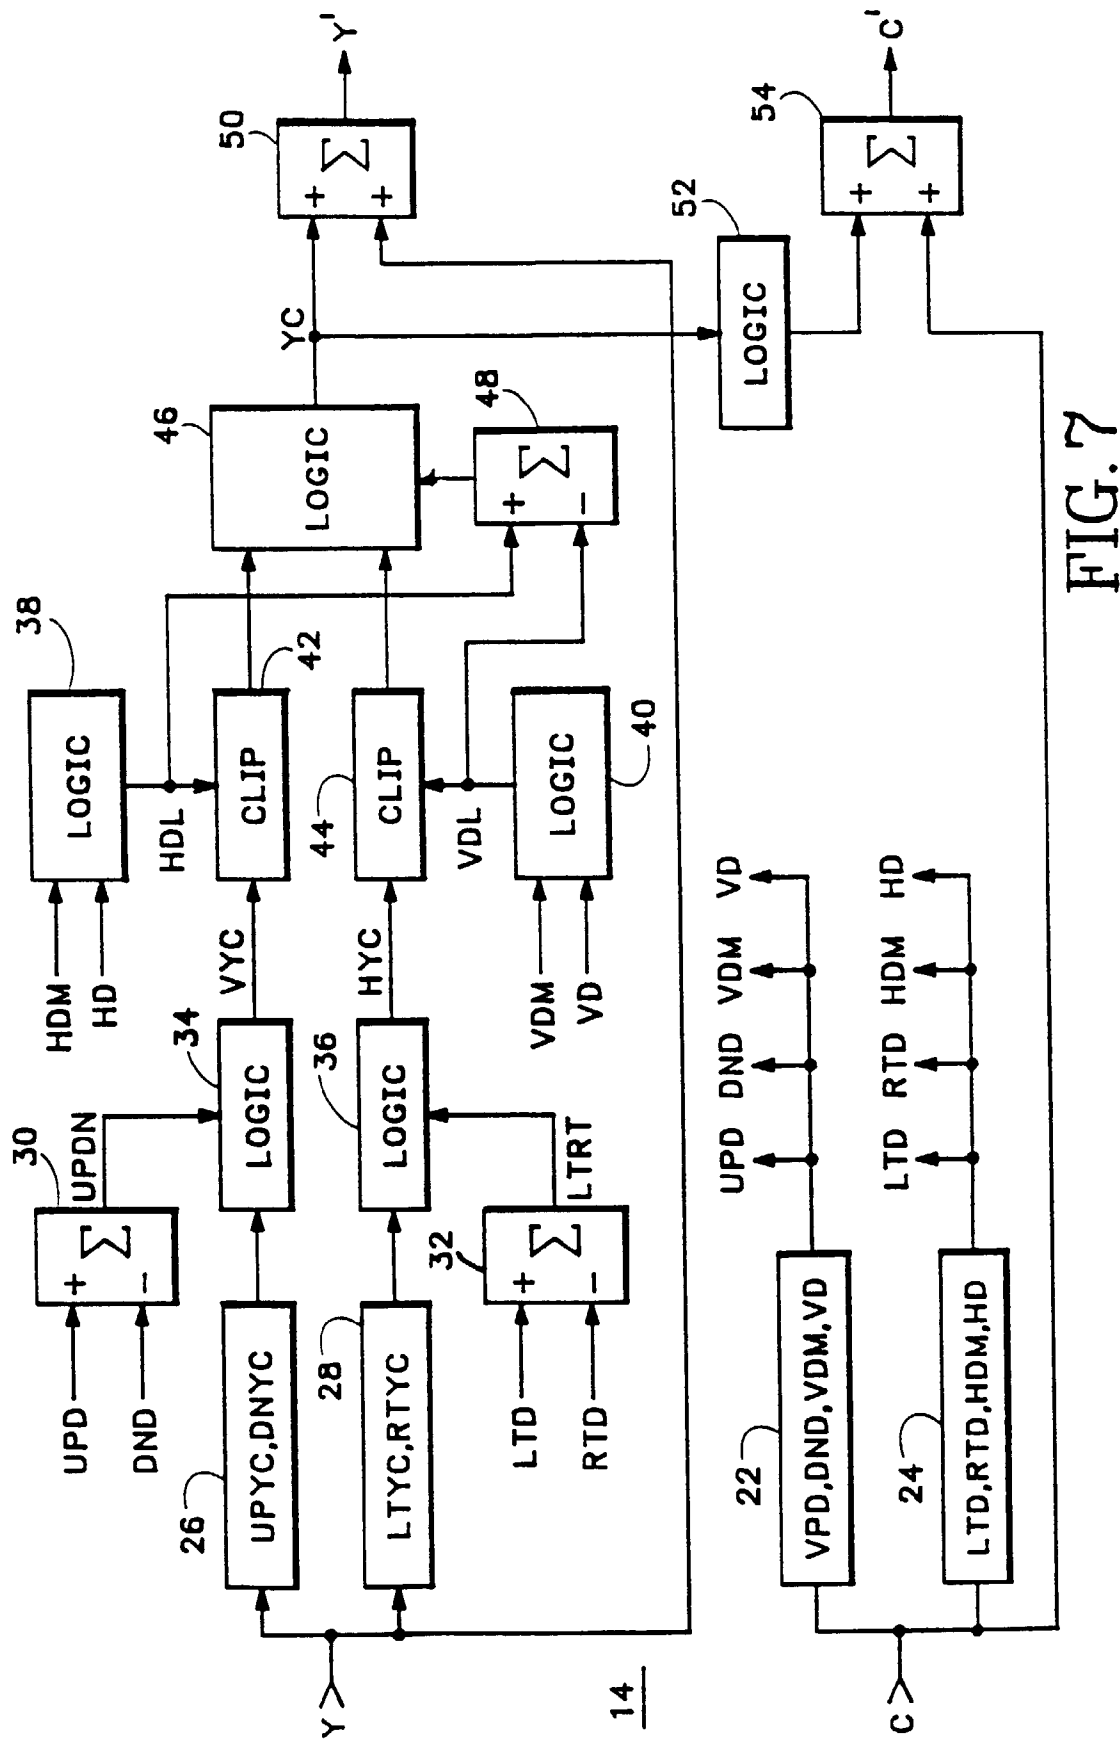 38
HDM
HD
LOGIC
HDL
30
UPD
DND
+
−
Σ
UPDN
34
46
50
26
UPYC,DNYC
LOGIC
VYC
CLIP
42
LOGIC
YC
+
+
Σ
Y'
Y
28
LTYC,RTYC
36
LOGIC
HYC
44
CLIP
VDL
48
+
−
Σ
32
LTD
RTD
+
−
Σ
LTRT
VDM
VD
LOGIC
40
14
52
LOGIC
54
+
+
Σ
C'
22
VPD,DND,VDM,VD
UPD
DND
VDM
VD
C
24
LTD,RTD,HDM,HD
LTD
RTD
HDM
HD
FIG. 7